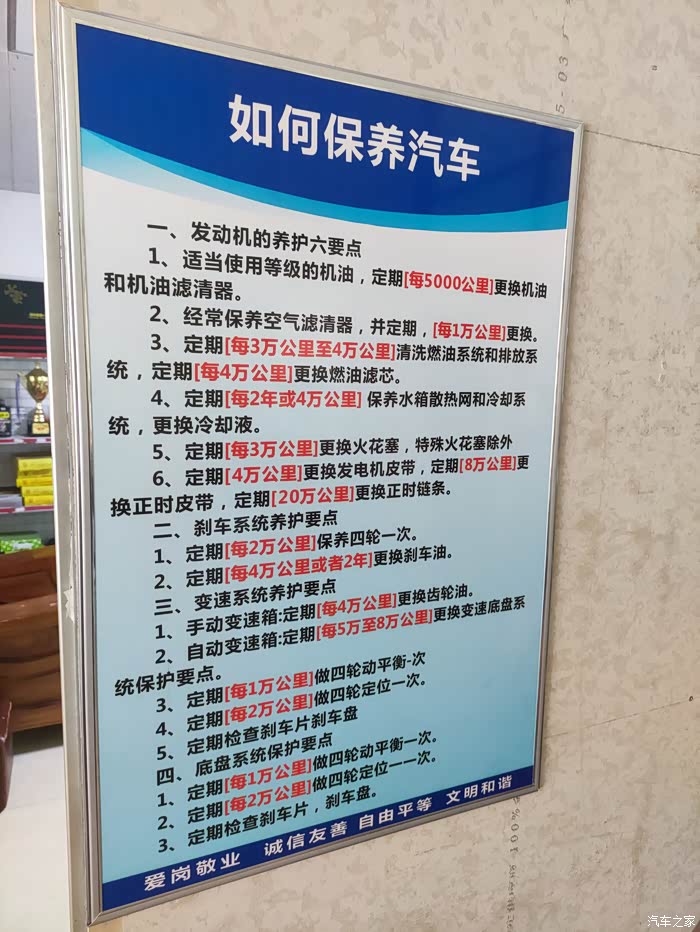 如何保养汽车
一、发动机的养护六要点
1、适当使用等级的机油，定期[每5000公里]更换机油
和机油滤清器。
2、经常保养空气滤清器，并定期，[每1万公里]更换。
3、定期[每3万公里至4万公里]清洗燃油系统和排放系
统，定期[每4万公里]更换燃油滤芯。
4、定期[每2年或4万公里] 保养水箱散热网和冷却系
统，更换冷却液。
5、定期[每3万公里]更换火花塞，特殊火花塞除外
6、定期[4万公里]更换发电机皮带，定期[8万公里]更
换正时皮带，定期[20万公里]更换正时链条。
二、刹车系统养护要点
1、定期[每2万公里]保养四轮一次。
2、定期[每4万公里或者2年]更换刹车油。
三、变速系统养护要点
1、手动变速箱:定期[每4万公里]更换齿轮油。
2、自动变速箱:定期[每5万至8万公里]更换变速底盘系
统保护要点。
3、定期[每1万公里]做四轮动平衡-次
4、定期[每2万公里]做四轮定位一次。
5、定期检查刹车片刹车盘
四、底盘系统保护要点
1、定期[每1万公里]做四轮动平衡一次。
2、定期[每2万公里]做四轮定位一一次。
3、定期检查刹车片，刹车盘。
爱岗敬业 诚信友善 自由平等 文明和谐
5-03
汽车之家